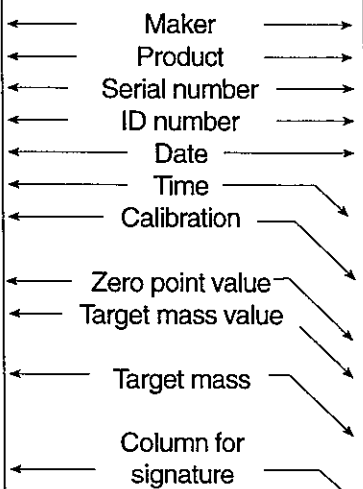 Maker
Product
Serial number
ID number
Date
Time
Calibration
Zero point value
Target mass value
Target mass
Column for
signature